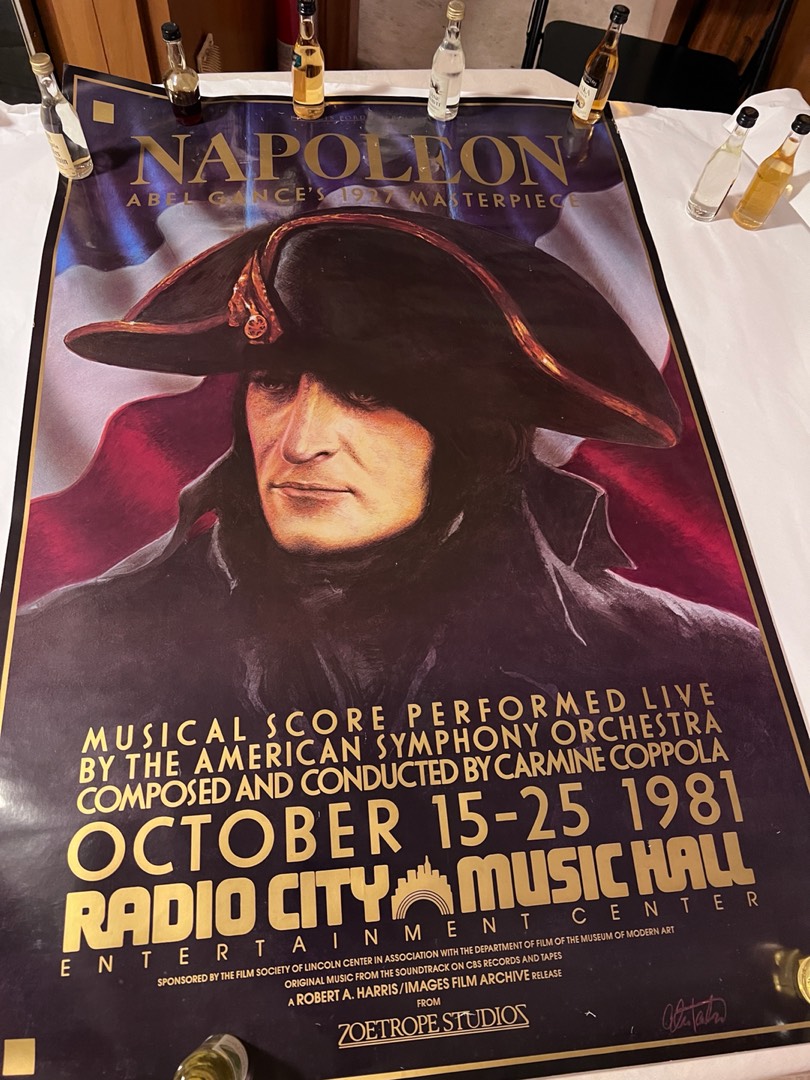 NAPOLEON
ABEL GANCE'S 1927 MASTERPIECE
MUSICAL SCORE PERFORMED LIVE
BY THE AMERICAN SYMPHONY ORCHESTRA
COMPOSED AND CONDUCTED BY CARMINE COPPOLA
OCTOBER 15-25 1981
RADIO CITY MUSIC HALL
ENTERTAINMENT CENTER
SPONSORED BY THE FILM SOCIETY OF LINCOLN CENTER IN ASSOCIATION WITH THE DEPARTMENT OF FILM OF THE MUSEUM OF MODERN ART
ORIGINAL MUSIC FROM THE SOUNDTRACK ON CBS RECORDS AND TAPES
A ROBERT A. HARRIS/IMAGES FILM ARCHIVE RELEASE
FROM
ZOETROPE STUDIOS